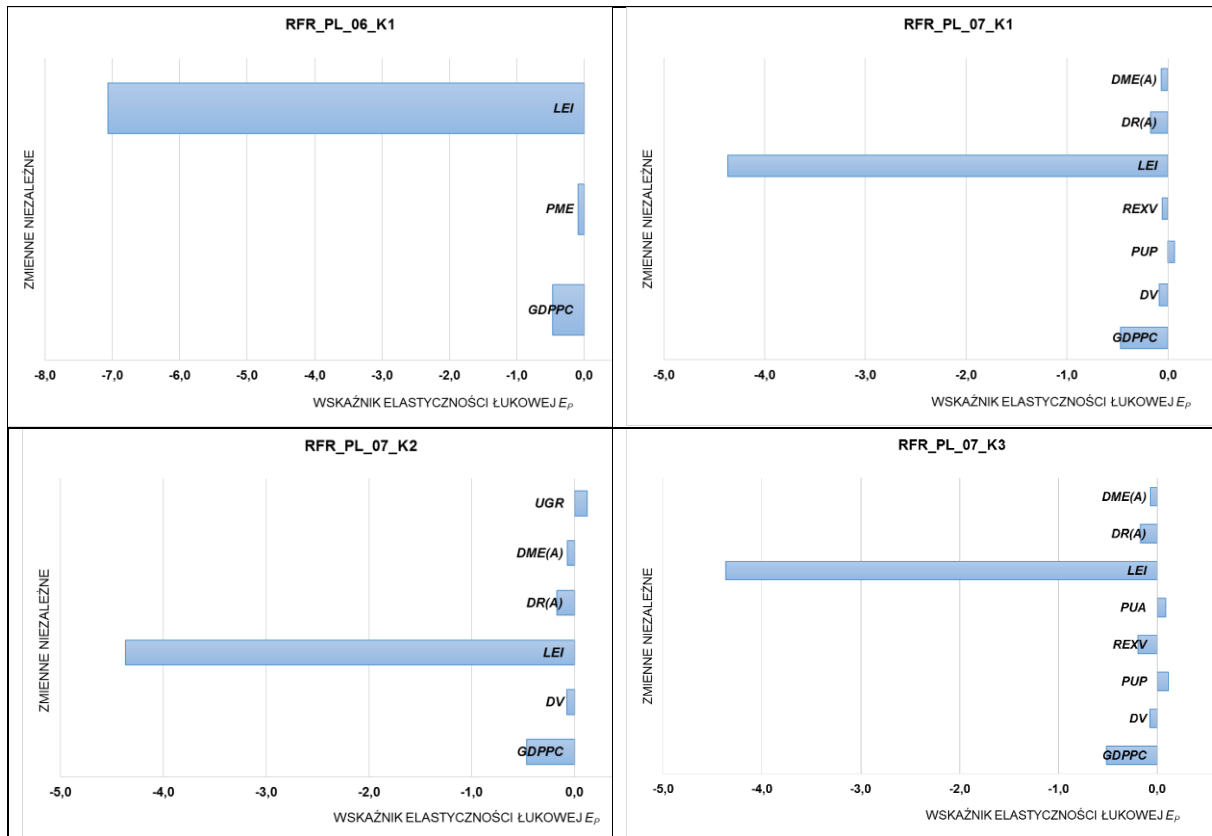 RFR_PL_06_K1
ZMIENNE NIEZALEŻNE
LEI
PME
GDPPC
-8,0 -7,0 -6,0 -5,0 -4,0 -3,0 -2,0 -1,0 0,0
WSKAŹNIK ELASTYCZNOŚCI ŁUKOWEJ EP
RFR_PL_07_K1
ZMIENNE NIEZALEŻNE
DME(A)
DR(A)
LEI
REXV
PUP
DV
GDPPC
-5,0 -4,0 -3,0 -2,0 -1,0 0,0
WSKAŹNIK ELASTYCZNOŚCI ŁUKOWEJ EP
RFR_PL_07_K2
ZMIENNE NIEZALEŻNE
UGR
DME(A)
DR(A)
LEI
DV
GDPPC
-5,0 -4,0 -3,0 -2,0 -1,0 0,0
WSKAŹNIK ELASTYCZNOŚCI ŁUKOWEJ EP
RFR_PL_07_K3
ZMIENNE NIEZALEŻNE
DME(A)
DR(A)
LEI
PUA
REXV
PUP
DV
GDPPC
-5,0 -4,0 -3,0 -2,0 -1,0 0,0
WSKAŹNIK ELASTYCZNOŚCI ŁUKOWEJ EP